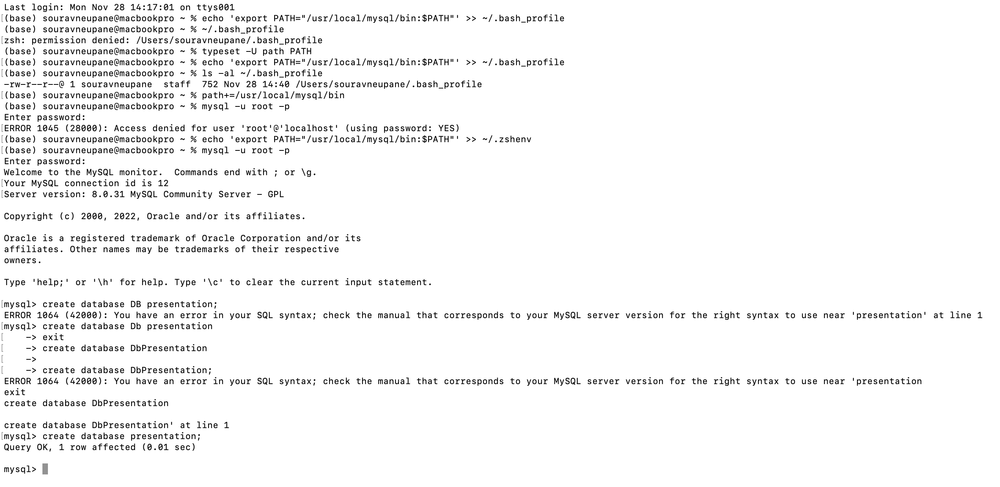 Last login: Mon Nov 28 14:17:01 on ttys001
[(base) souravneupane@macbookpro ~ % echo 'export PATH="/usr/local/mysql/bin:$PATH"' >> ~/.bash_profile
(base) souravneupane@macbookpro ~ % ~/.bash_profile
[zsh: permission denied: /Users/souravneupane/.bash_profile
(base) souravneupane@macbookpro ~ % typeset -U path PATH
[(base) souravneupane@macbookpro ~ % echo 'export PATH="/usr/local/mysql/bin:$PATH"' >> ~/.bash_profile
[(base) souravneupane@macbookpro ~ % ls -al ~/.bash_profile
-rw-r--r--@ 1 souravneupane  staff  752 Nov 28 14:40 /Users/souravneupane/.bash_profile
[(base) souravneupane@macbookpro ~ % path+=/usr/local/mysql/bin
(base) souravneupane@macbookpro ~ % mysql -u root -p
Enter password:
[ERROR 1045 (28000): Access denied for user 'root'@'localhost' (using password: YES)
[(base) souravneupane@macbookpro ~ % echo 'export PATH="/usr/local/mysql/bin:$PATH"' >> ~/.zshenv
[(base) souravneupane@macbookpro ~ % mysql -u root -p
Enter password:
Welcome to the MySQL monitor.  Commands end with ; or \g.
[Your MySQL connection id is 12
[Server version: 8.0.31 MySQL Community Server - GPL
Copyright (c) 2000, 2022, Oracle and/or its affiliates.
Oracle is a registered trademark of Oracle Corporation and/or its
affiliates. Other names may be trademarks of their respective
owners.
Type 'help;' or '\h' for help. Type '\c' to clear the current input statement.
[mysql> create database DB presentation;
ERROR 1064 (42000): You have an error in your SQL syntax; check the manual that corresponds to your MySQL server version for the right syntax to use near 'presentation' at line 1
[mysql> create database Db presentation
[    -> exit
[    -> create database DbPresentation
[    ->
[    -> create database DbPresentation;
ERROR 1064 (42000): You have an error in your SQL syntax; check the manual that corresponds to your MySQL server version for the right syntax to use near 'presentation
exit
create database DbPresentation
create database DbPresentation' at line 1
[mysql> create database presentation;
Query OK, 1 row affected (0.01 sec)
mysql>